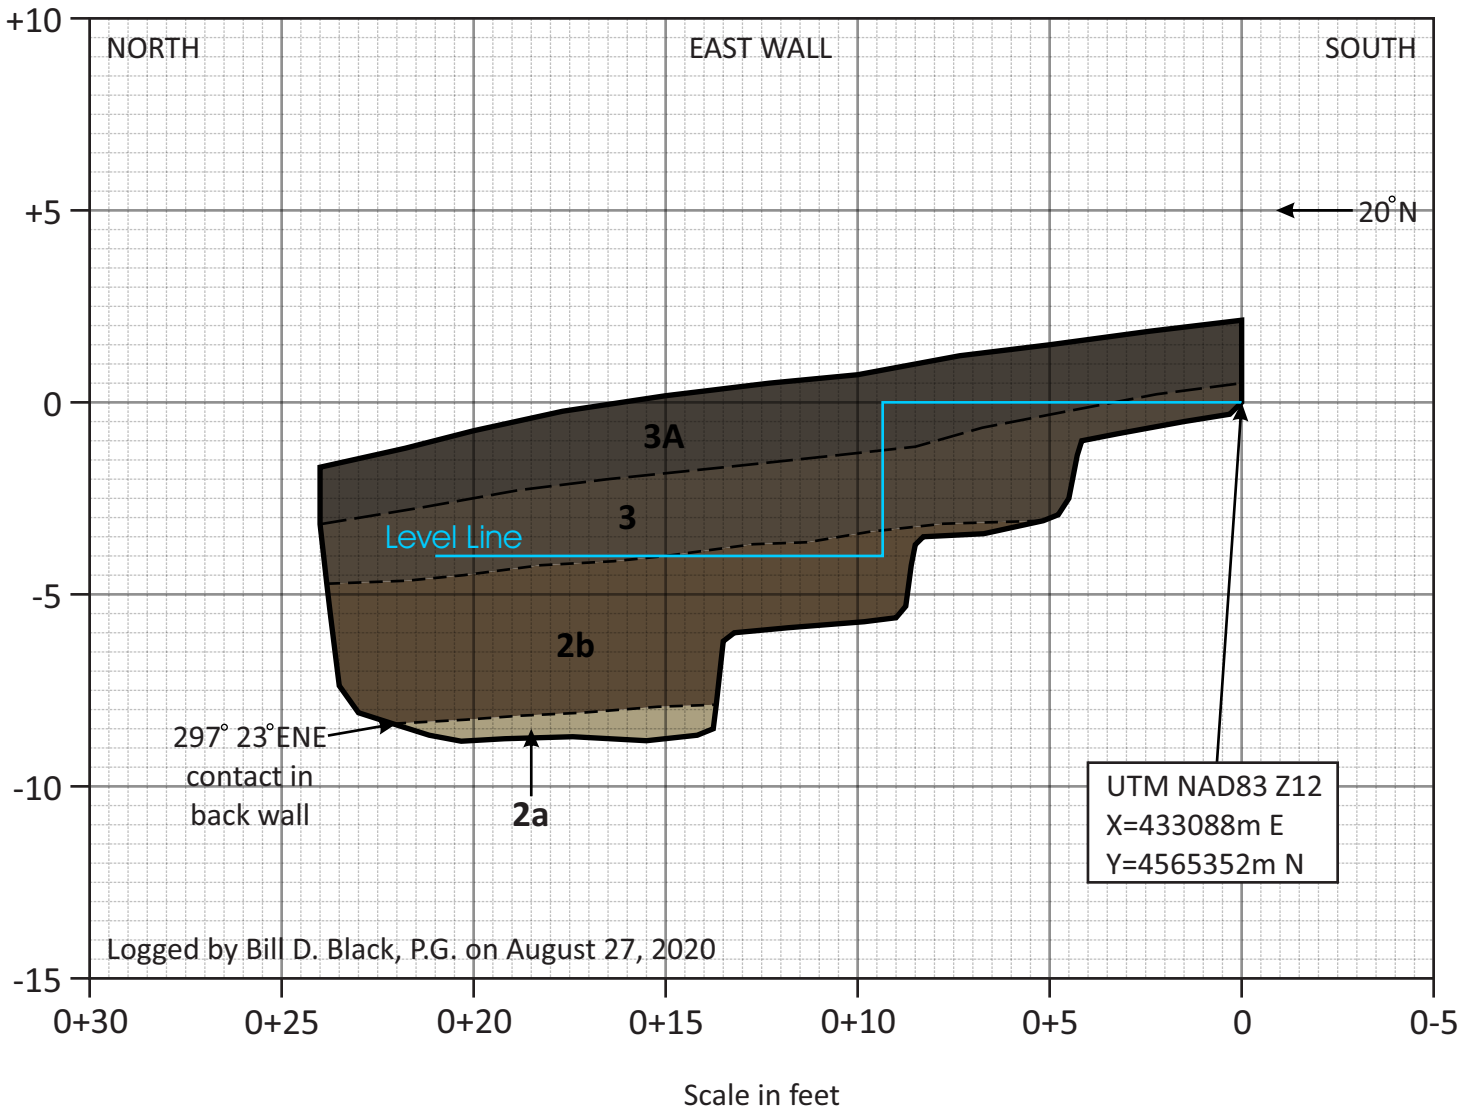 +10
NORTH
EAST WALL
SOUTH
+5
20°N
0
3A
3
Level Line
-5
2b
297° 23°ENE
contact in
back wall
-10
2a
UTM NAD83 Z12
X=433088m E
Y=4565352m N
Logged by Bill D. Black, P.G. on August 27, 2020
-15
0+30
0+25
0+20
0+15
0+10
0+5
0
0-5
Scale in feet